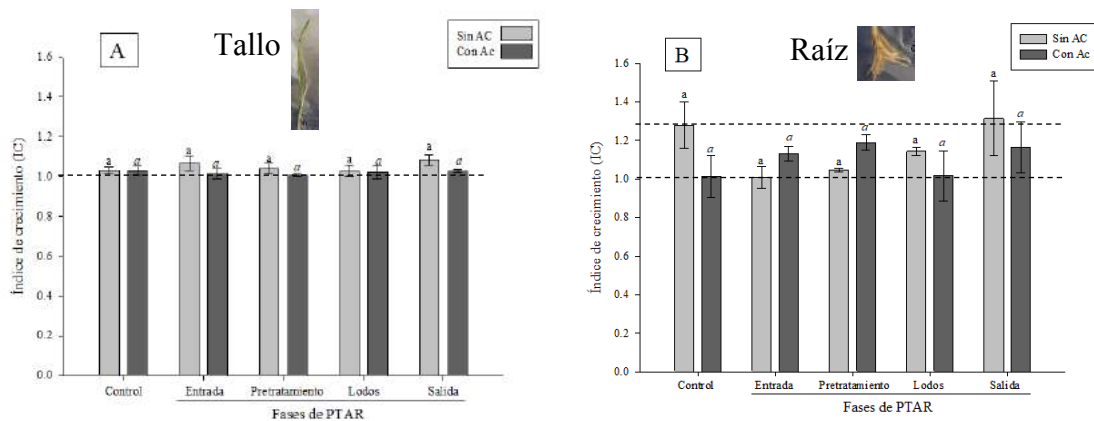 A
Tallo
Sin AC
Con Ac
1.6
1.4
1.2
1.0
0.8
0.6
0.4
0.2
0.0
Índice de crecimiento (IC)
a a a a a a a a a a
Control Entrada Pretratamiento Lodos Salida
Fases de PTAR
B
Raíz
Sin AC
Con Ac
1.6
1.4
1.2
1.0
0.8
0.6
0.4
0.2
0.0
Índice de crecimiento (IC)
a a a a a a a a a a
Control Entrada Pretratamiento Lodos Salida
Fases de PTAR